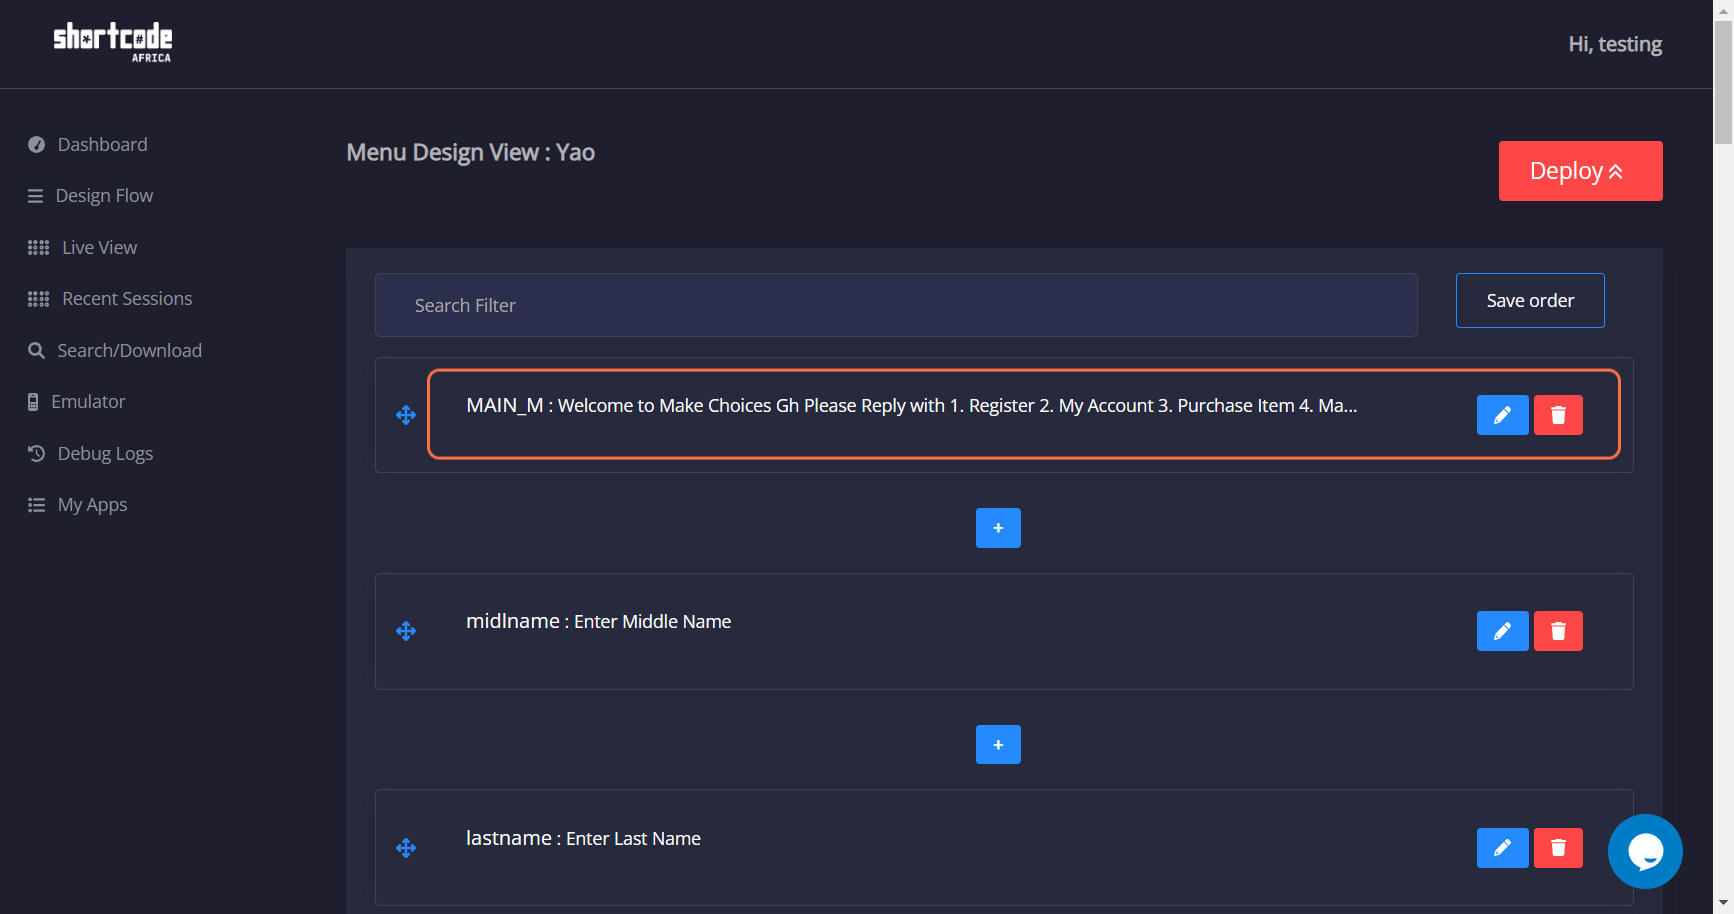 shortcode
AFRICA
Hi, testing
Dashboard
Design Flow
Live View
Recent Sessions
Search/Download
Emulator
Debug Logs
My Apps
Menu Design View : Yao
Deploy
Search Filter
Save order
MAIN_M : Welcome to Make Choices Gh Please Reply with 1. Register 2. My Account 3. Purchase Item 4. Ma...
+
midlname : Enter Middle Name
+
lastname : Enter Last Name